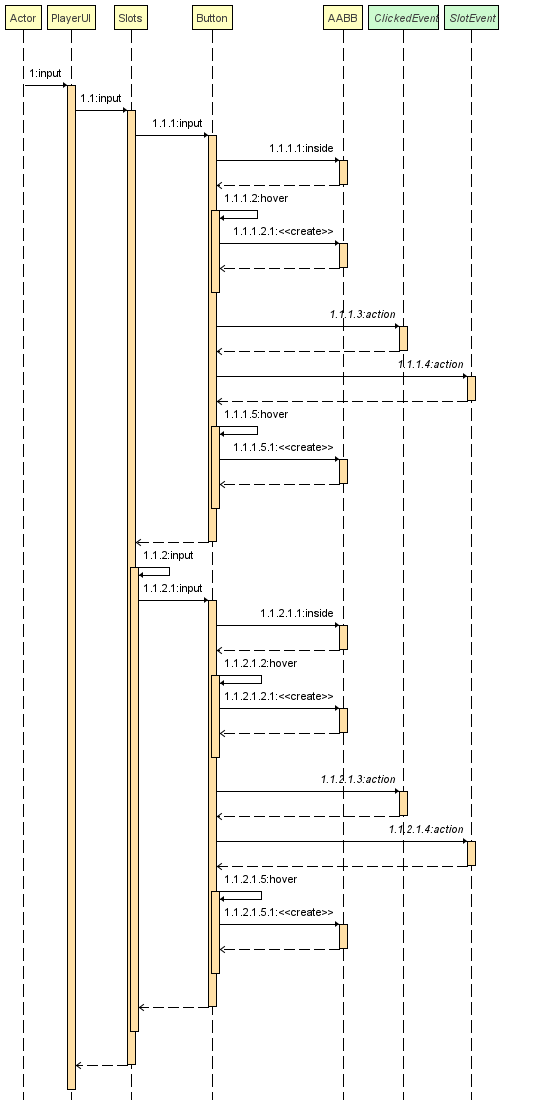 Actor PlayerUI Slots Button AABB ClickedEvent SlotEvent
1:input
1.1:input
1.1.1:input
1.1.1.1:inside
1.1.1.2:hover
1.1.1.2.1:<<create>>
1.1.1.3:action
1.1.1.4:action
1.1.1.5:hover
1.1.1.5.1:<<create>>
1.1.2:input
1.1.2.1:input
1.1.2.1.1:inside
1.1.2.1.2:hover
1.1.2.1.2.1:<<create>>
1.1.2.1.3:action
1.1.2.1.4:action
1.1.2.1.5:hover
1.1.2.1.5.1:<<create>>